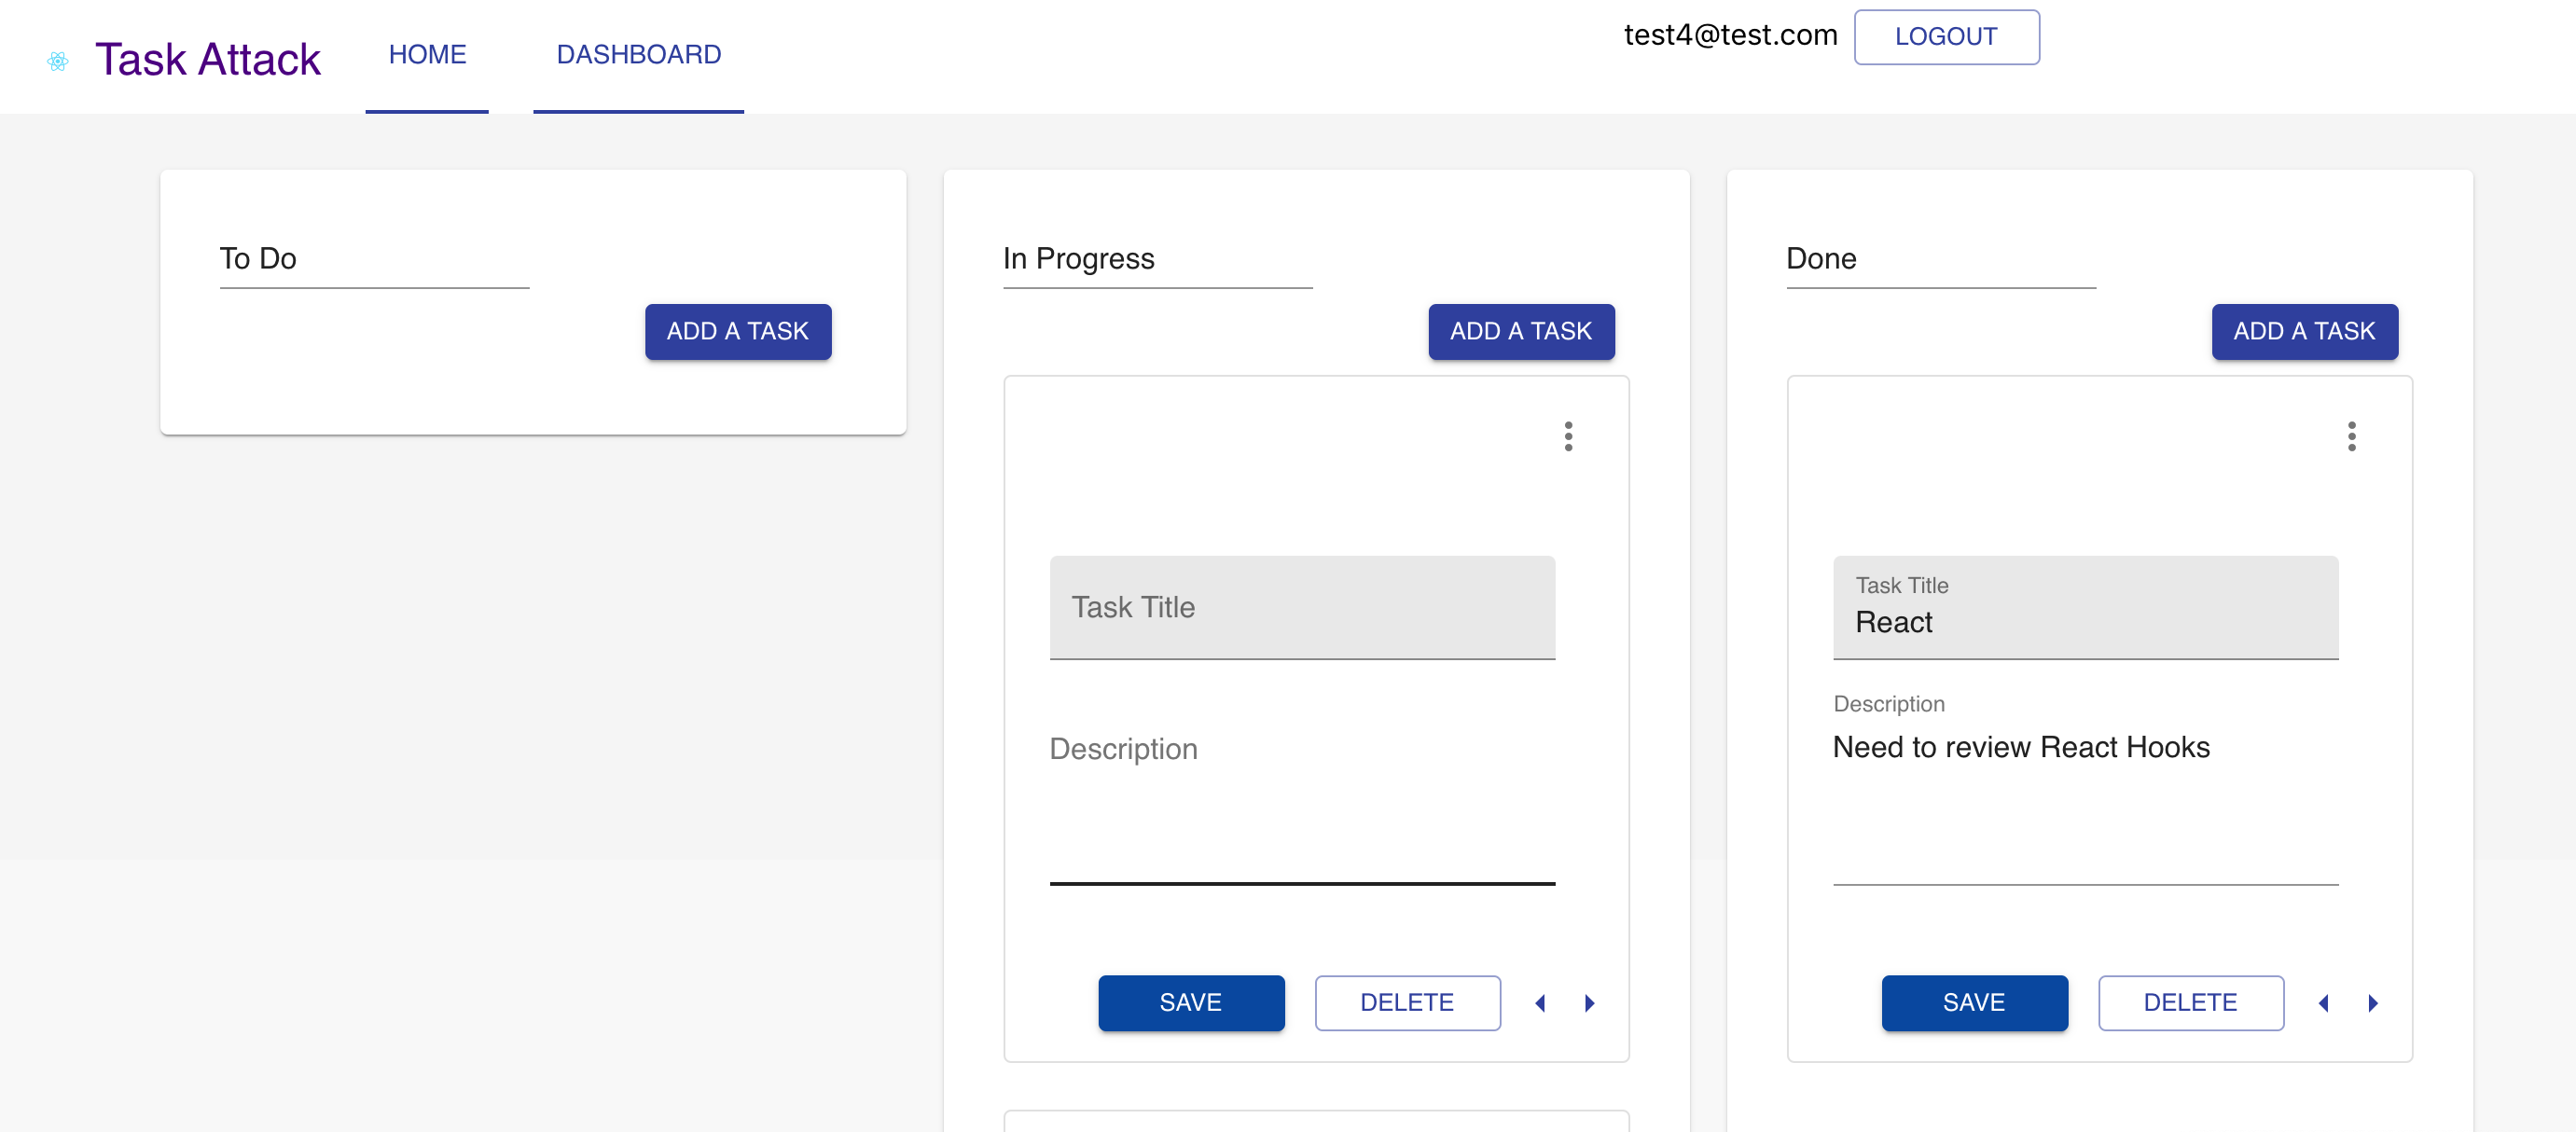 Task Attack
HOME
DASHBOARD
test4@test.com
LOGOUT
To Do
ADD A TASK
In Progress
ADD A TASK
Task Title
Description
SAVE
DELETE
Done
ADD A TASK
Task Title
React
Description
Need to review React Hooks
SAVE
DELETE